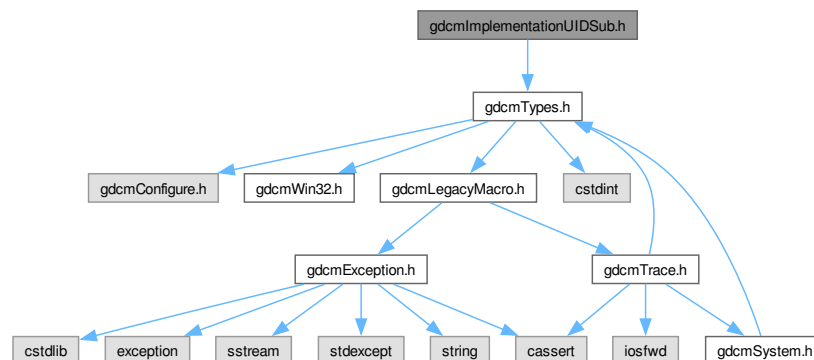 gdcmImplementationUIDSub.h
gdcmTypes.h
gdcmConfigure.h
gdcmWin32.h
gdcmLegacyMacro.h
cstdint
gdcmException.h
gdcmTrace.h
cstdlib
exception
sstream
stdexcept
string
cassert
iosfwd
gdcmSystem.h